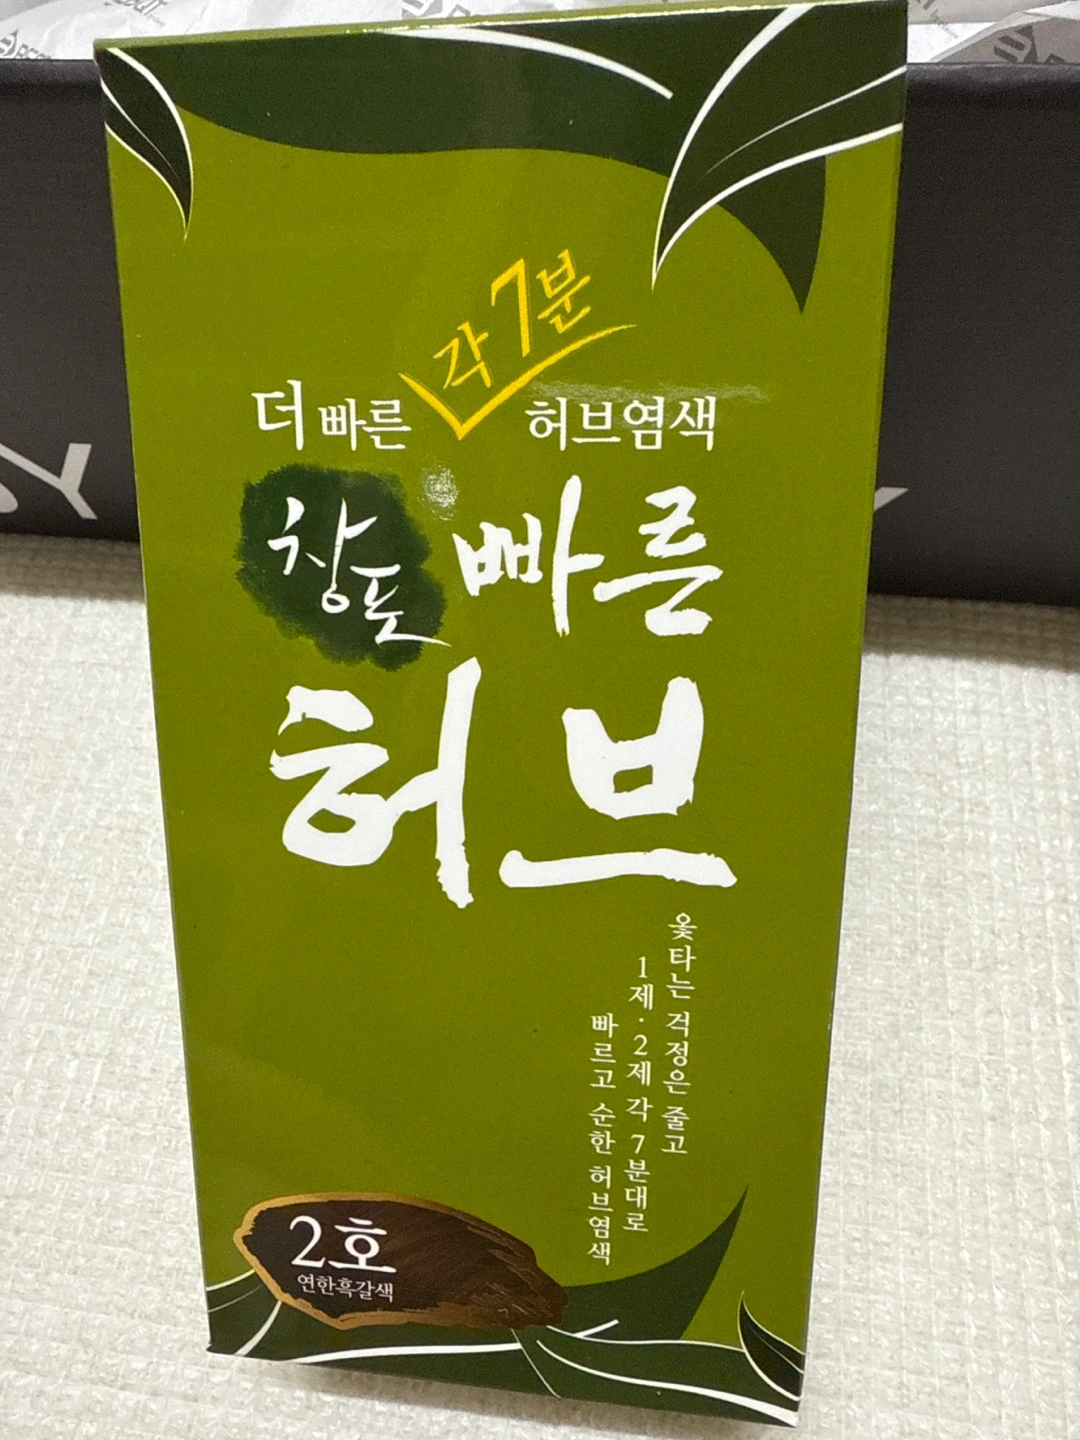 각 7분
더 빠른 허브염색
창포 빠른
허브
옻타는 걱정은 줄고
1제·2제 각 7분대로
빠르고 순한 허브염색
2호
연한흑갈색